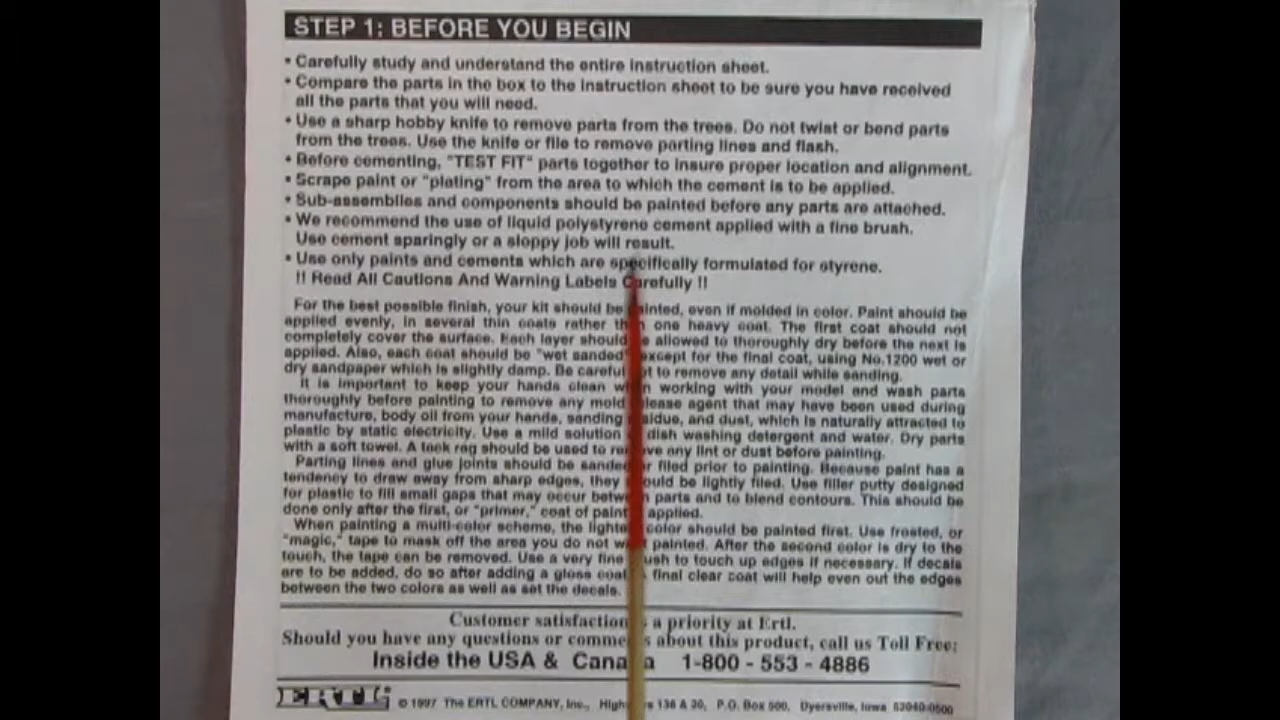 STEP 1: BEFORE YOU BEGIN
• Carefully study and understand the entire instruction sheet.
• Compare the parts in the box to the instruction sheet to be sure you have received
all the parts that you will need.
• Use a sharp hobby knife to remove parts from the trees. Do not twist or bend parts
from the trees. Use the knife or file to remove parting lines and flash.
• Before cementing, "TEST FIT" parts together to insure proper location and alignment.
• Scrape paint or "plating" from the area to which the cement is to be applied.
• Sub-assemblies and components should be painted before any parts are attached.
• We recommend the use of liquid polystyrene cement applied with a fine brush.
Use cement sparingly or a sloppy job will result.
• Use only paints and cements which are specifically formulated for styrene.
!! Read All Cautions And Warning Labels Carefully !!
For the best possible finish, your kit should be painted, even if molded in color. Paint should be
applied evenly, in several thin coats rather than one heavy coat. The first coat should not
completely cover the surface. Each layer should be allowed to thoroughly dry before the next is
applied. Also, each coat should be "wet sanded" except for the final coat, using No.1200 wet or
dry sandpaper which is slightly damp. Be careful not to remove any detail while sanding.
It is important to keep your hands clean when working with your model and wash parts
thoroughly before painting to remove any mold release agent that may have been used during
manufacture, body oil from your hands, sanding residue, and dust, which is naturally attracted to
plastic by static electricity. Use a mild solution of dish washing detergent and water. Dry parts
with a soft towel. A tack rag should be used to remove any lint or dust before painting.
Parting lines and glue joints should be sanded or filed prior to painting. Because paint has a
tendency to draw away from sharp edges, they should be lightly filed. Use filler putty designed
for plastic to fill small gaps that may occur between parts and to blend contours. This should be
done only after the first, or "primer," coat of paint is applied.
When painting a multi-color scheme, the lighter color should be painted first. Use frosted, or
"magic," tape to mask off the area you do not want painted. After the second color is dry to the
touch, the tape can be removed. Use a very fine brush to touch up edges if necessary. If decals
are to be added, do so after adding a gloss coat. A final clear coat will help even out the edges
between the two colors as well as set the decals.
Customer satisfaction is a priority at Ertl.
Should you have any questions or comments about this product, call us Toll Free:
Inside the USA & Canada 1-800 - 553 - 4886
ERTL © 1997 The ERTL COMPANY, Inc., Highways 136 & 20, P.O. Box 500, Dyersville, Iowa 52040-0500